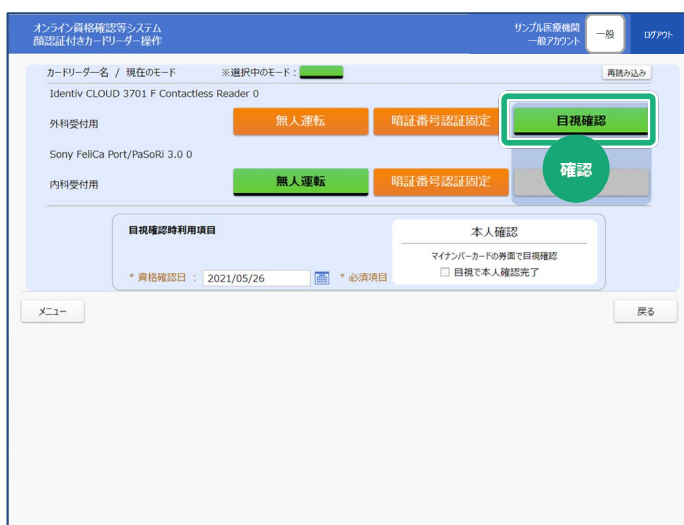 オンライン資格確認等システム
顔認証付きカードリーダー操作
サンプル医療機関
一般アカウント
一般
ログアウト
カードリーダー名 / 現在のモード
※選択中のモード:
再読み込み
Identiv CLOUD 3701 F Contactless Reader 0
外科受付用
無人運転
暗証番号認証固定
目視確認
Sony FeliCa Port/PaSoRi 3.0 0
確認
内科受付用
無人運転
暗証番号認証固定
目視確認時利用項目
本人確認
マイナンバーカードの券面で目視確認
目視で本人確認完了
* 資格確認日 : 2021/05/26
* 必須項目
メニュー
戻る